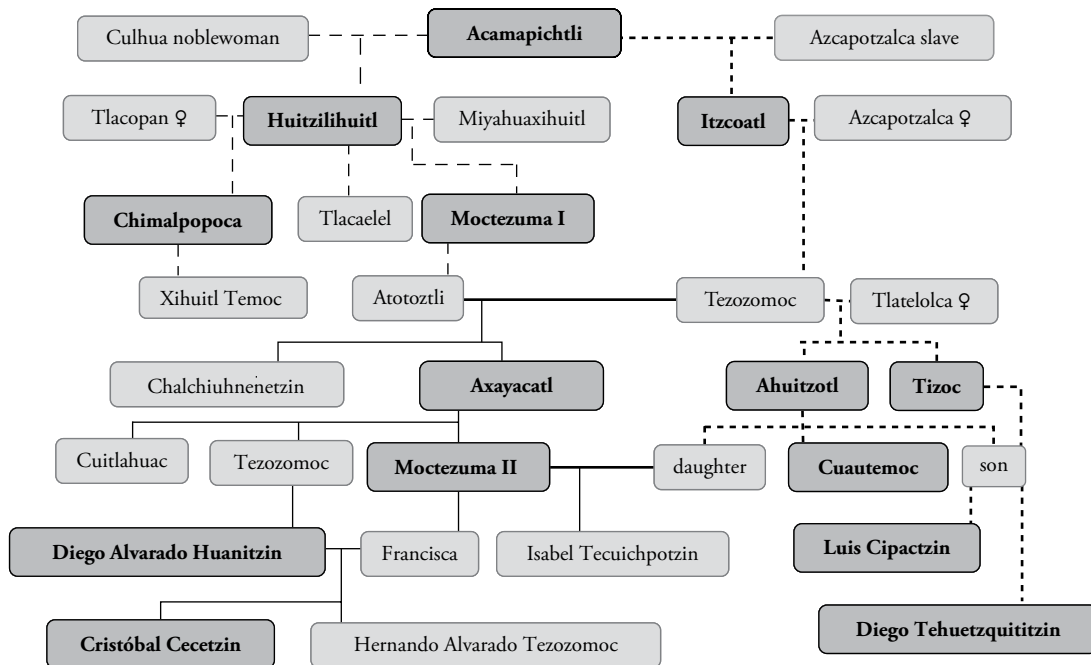 Culhua noblewoman
Acamapichtli
Azcapotzalca slave
Tlacopan ♀
Huitzilihuitl
Miyahuaxihuitl
Itzcoatl
Azcapotzalca ♀
Chimalpopoca
Tlacaelel
Moctezuma I
Xihuitl Temoc
Atotoztli
Tezozomoc
Tlatelolca ♀
Chalchiuhnenetzin
Axayacatl
Ahuitzotl
Tizoc
Cuitlahuac
Tezozomoc
Moctezuma II
daughter
Cuautemoc
son
Diego Alvarado Huanitzin
Francisca
Isabel Tecuichpotzin
Luis Cipactzin
Cristóbal Cecetzin
Hernando Alvarado Tezozomoc
Diego Tehuetzquititzin